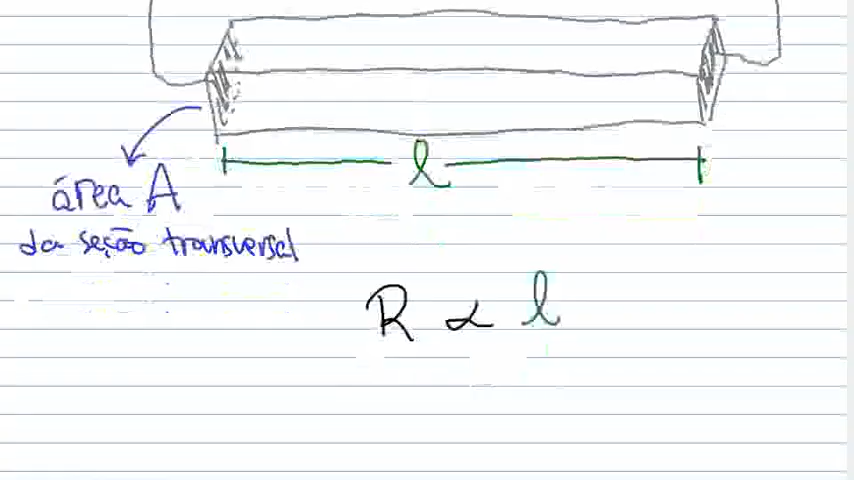 l
área A
da seção transversal
R ∝ l